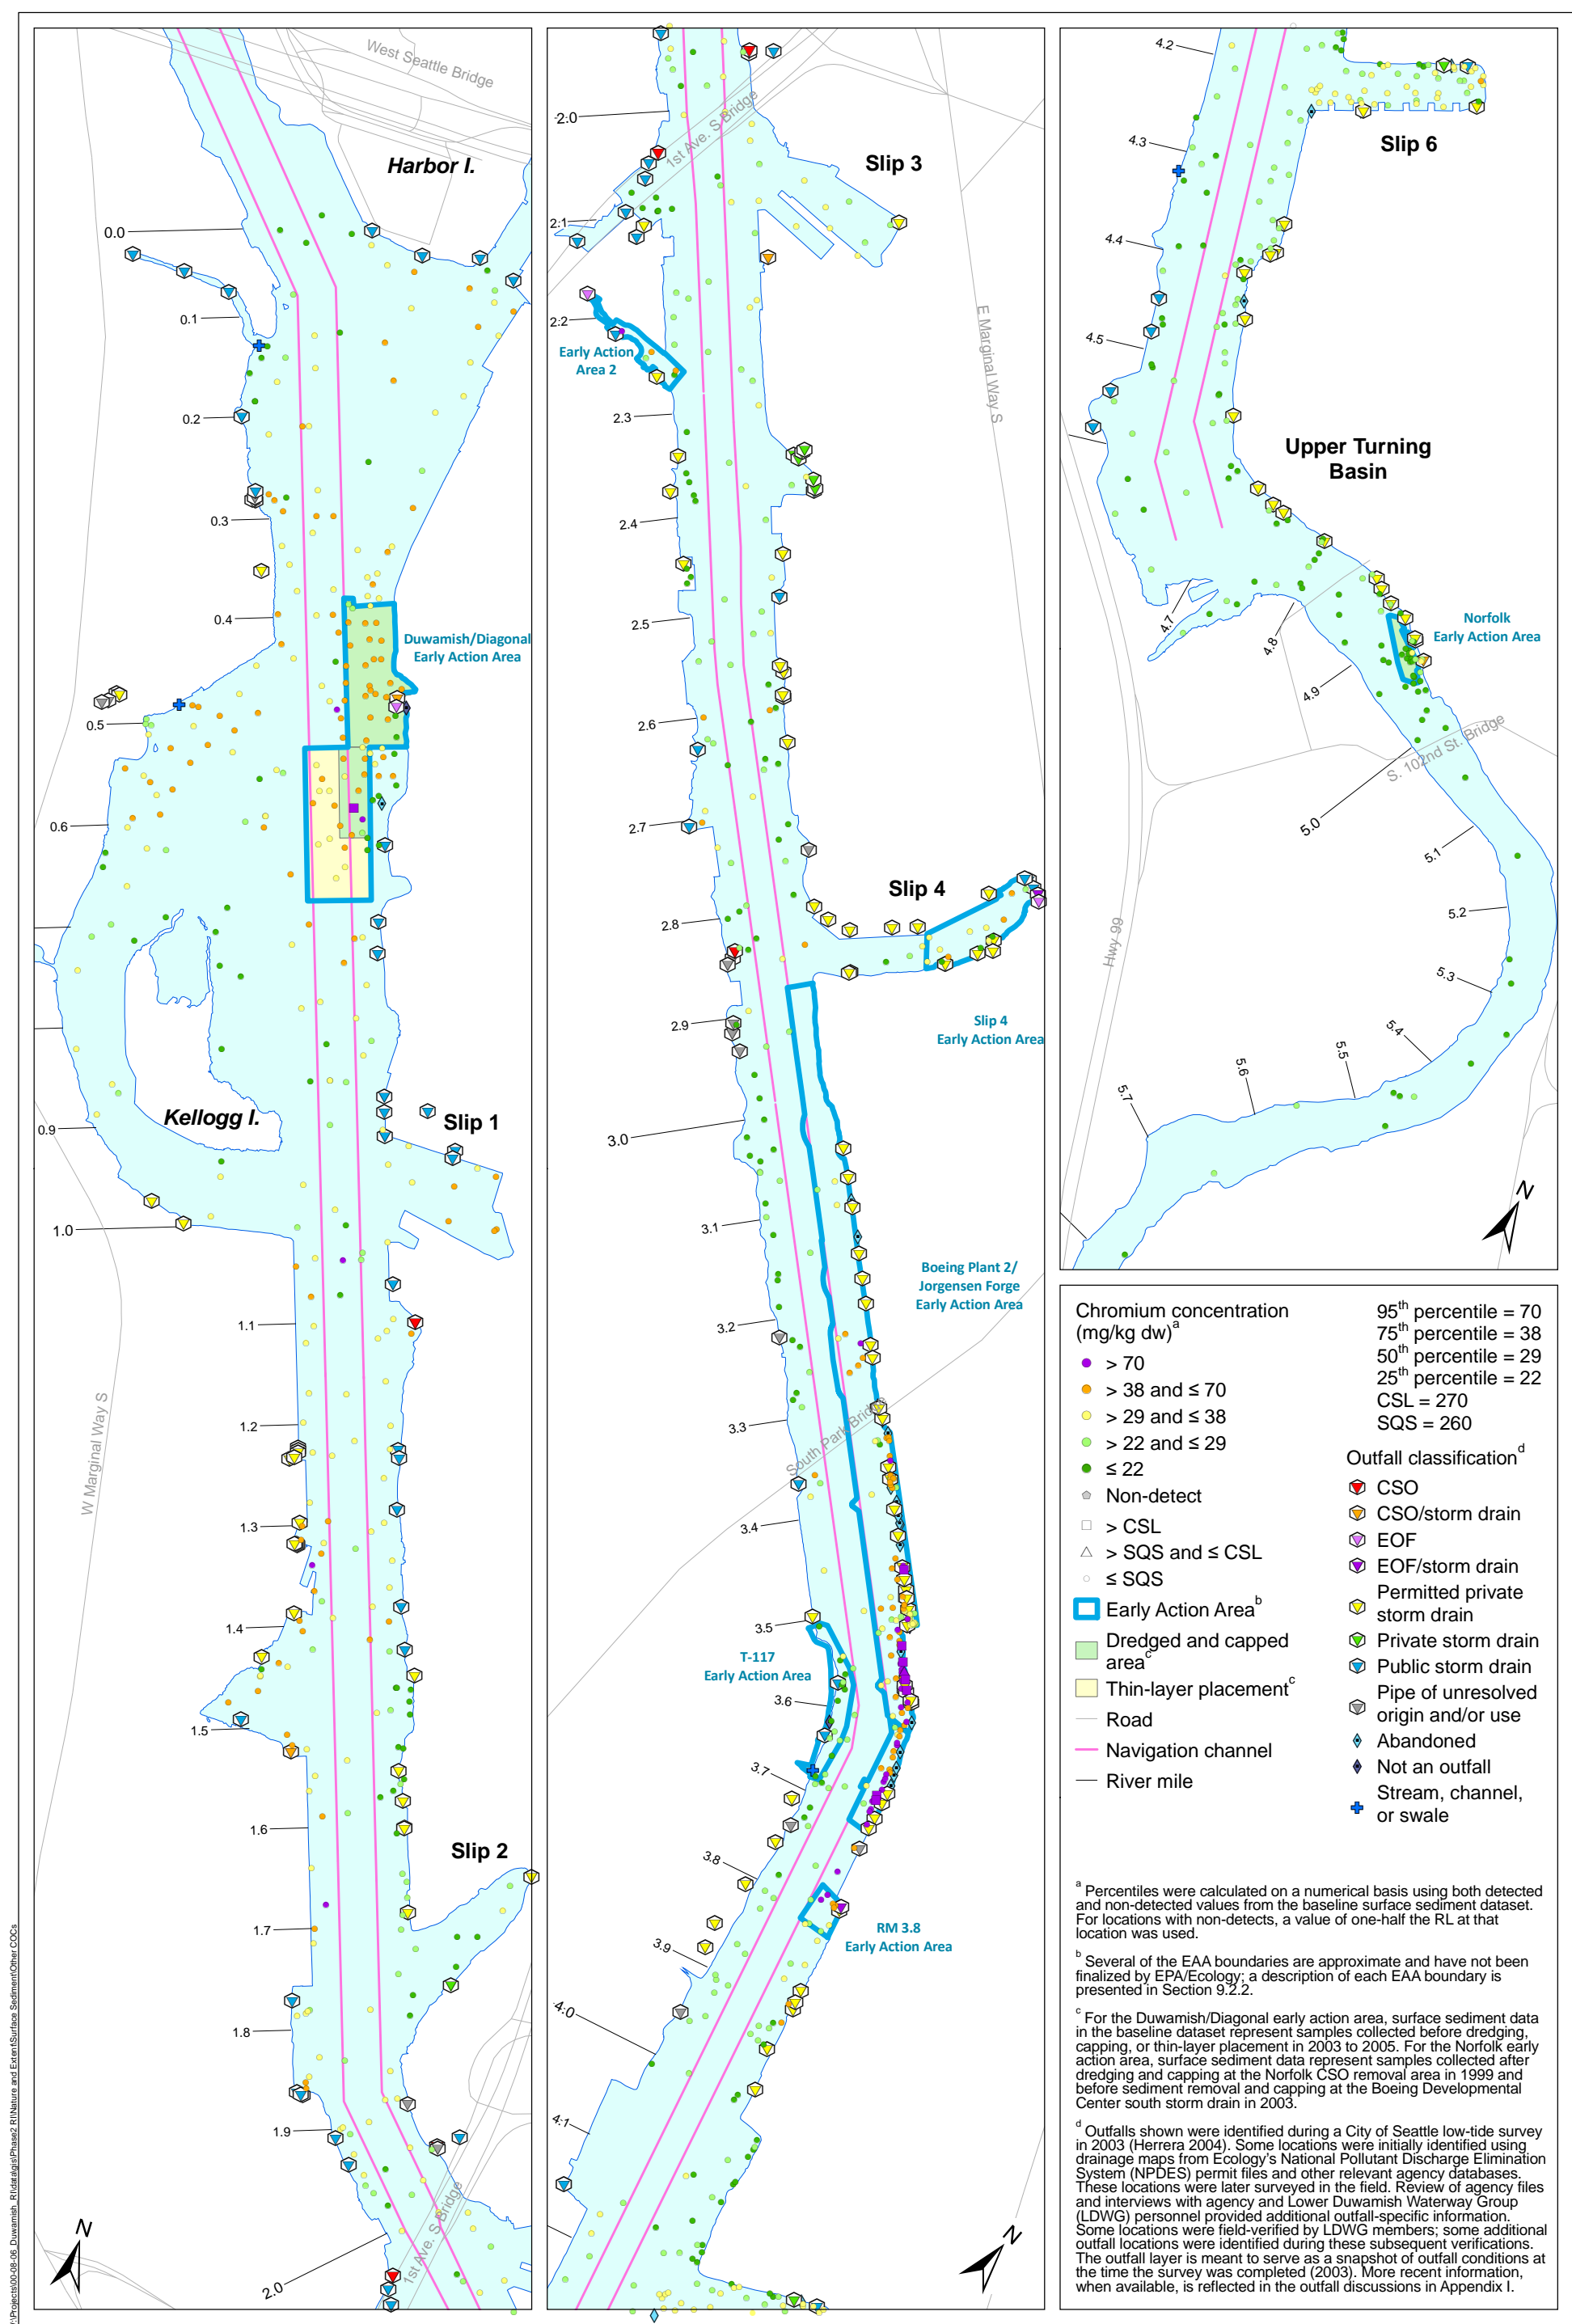 West Seattle Bridge
Harbor I.
0.0
0.1
0.2
0.3
0.4
Duwamish/Diagonal
Early Action Area
0.5
0.6
Kellogg I.
Slip 1
0.9
1.0
1.1
1.2
W Marginal Way S
1.3
1.4
1.5
1.6
Slip 2
1.7
1.8
1.9
1st Ave. S Bridge
2.0
N
2.0
1st Ave. S Bridge
Slip 3
2.1
2.2
Early Action
Area 2
E Marginal Way S
2.3
2.4
2.5
2.6
2.7
Slip 4
2.8
2.9
Slip 4
Early Action Area
3.0
3.1
Boeing Plant 2/
Jorgensen Forge
Early Action Area
3.2
3.3
South Park Bridge
3.4
3.5
T-117
Early Action Area
3.6
3.7
3.8
RM 3.8
Early Action Area
3.9
4.0
4.1
N
4.2
Slip 6
4.3
4.4
4.5
Upper Turning
Basin
4.7
4.8
Norfolk
Early Action Area
4.9
S. 102nd St. Bridge
5.0
5.1
5.2
Hwy 99
5.3
5.4
5.5
5.6
5.7
N
Chromium concentration
(mg/kg dw)a
> 70
> 38 and ≤ 70
> 29 and ≤ 38
> 22 and ≤ 29
≤ 22
Non-detect
> CSL
> SQS and ≤ CSL
≤ SQS
Early Action Areab
Dredged and capped
areac
Thin-layer placementc
Road
Navigation channel
River mile
95th percentile = 70
75th percentile = 38
50th percentile = 29
25th percentile = 22
CSL = 270
SQS = 260
Outfall classificationd
CSO
CSO/storm drain
EOF
EOF/storm drain
Permitted private
storm drain
Private storm drain
Public storm drain
Pipe of unresolved
origin and/or use
Abandoned
Not an outfall
Stream, channel,
or swale
a Percentiles were calculated on a numerical basis using both detected
and non-detected values from the baseline surface sediment dataset.
For locations with non-detects, a value of one-half the RL at that
location was used.
b Several of the EAA boundaries are approximate and have not been
finalized by EPA/Ecology; a description of each EAA boundary is
presented in Section 9.2.2.
c For the Duwamish/Diagonal early action area, surface sediment data
in the baseline dataset represent samples collected before dredging,
capping, or thin-layer placement in 2003 to 2005. For the Norfolk early
action area, surface sediment data represent samples collected after
dredging and capping at the Norfolk CSO removal area in 1999 and
before sediment removal and capping at the Boeing Developmental
Center south storm drain in 2003.
d Outfalls shown were identified during a City of Seattle low-tide survey
in 2003 (Herrera 2004). Some locations were initially identified using
drainage maps from Ecology's National Pollutant Discharge Elimination
System (NPDES) permit files and other relevant agency databases.
These locations were later surveyed in the field. Review of agency files
and interviews with agency and Lower Duwamish Waterway Group
(LDWG) personnel provided additional outfall-specific information.
Some locations were field-verified by LDWG members; some additional
outfall locations were identified during these subsequent verifications.
The outfall layer is meant to serve as a snapshot of outfall conditions at
the time the survey was completed (2003). More recent information,
when available, is reflected in the outfall discussions in Appendix I.